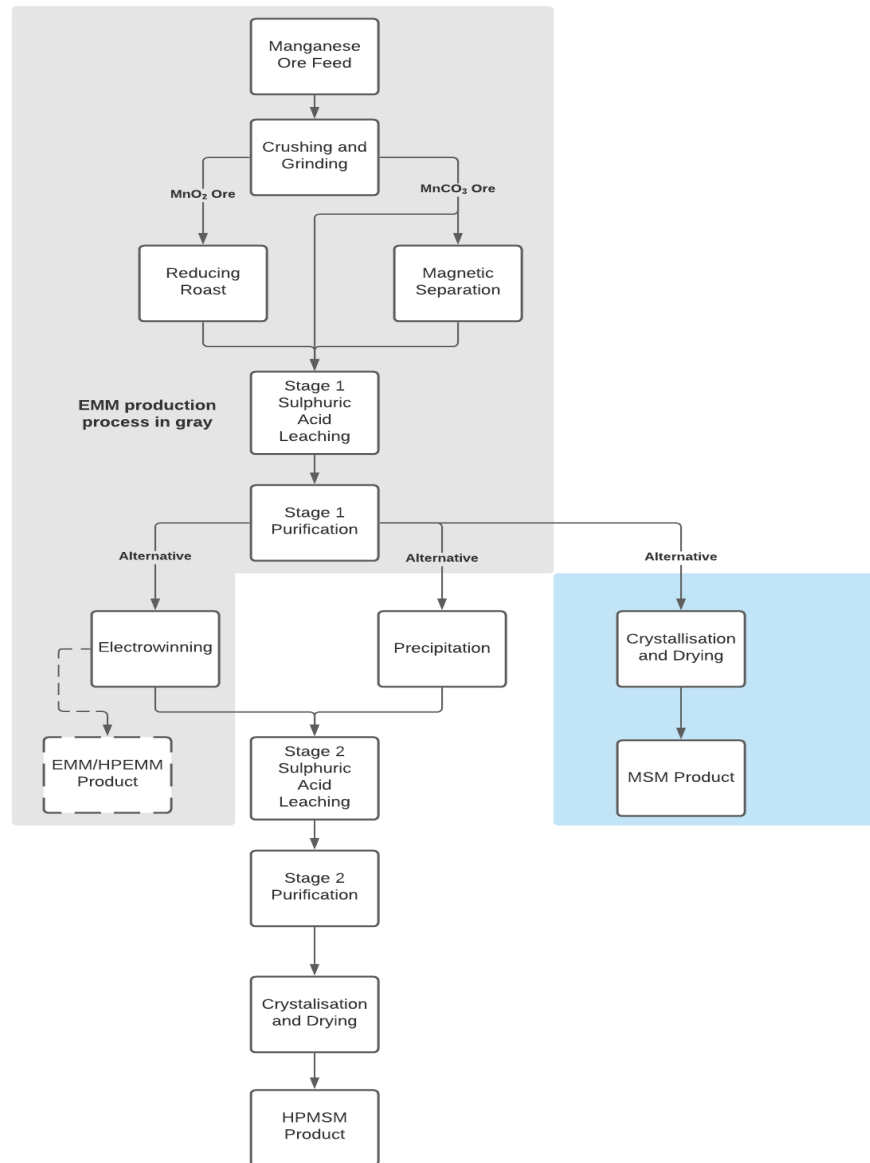 Manganese
Ore Feed
Crushing and
Grinding
MnO₂ Ore
MnCO₃ Ore
Reducing
Roast
Magnetic
Separation
Stage 1
Sulphuric
Acid
Leaching
EMM production
process in gray
Stage 1
Purification
Alternative
Alternative
Alternative
Electrowinning
Precipitation
Crystallisation
and Drying
EMM/HPEMM
Product
Stage 2
Sulphuric
Acid
Leaching
MSM Product
Stage 2
Purification
Crystalisation
and Drying
HPMSM
Product